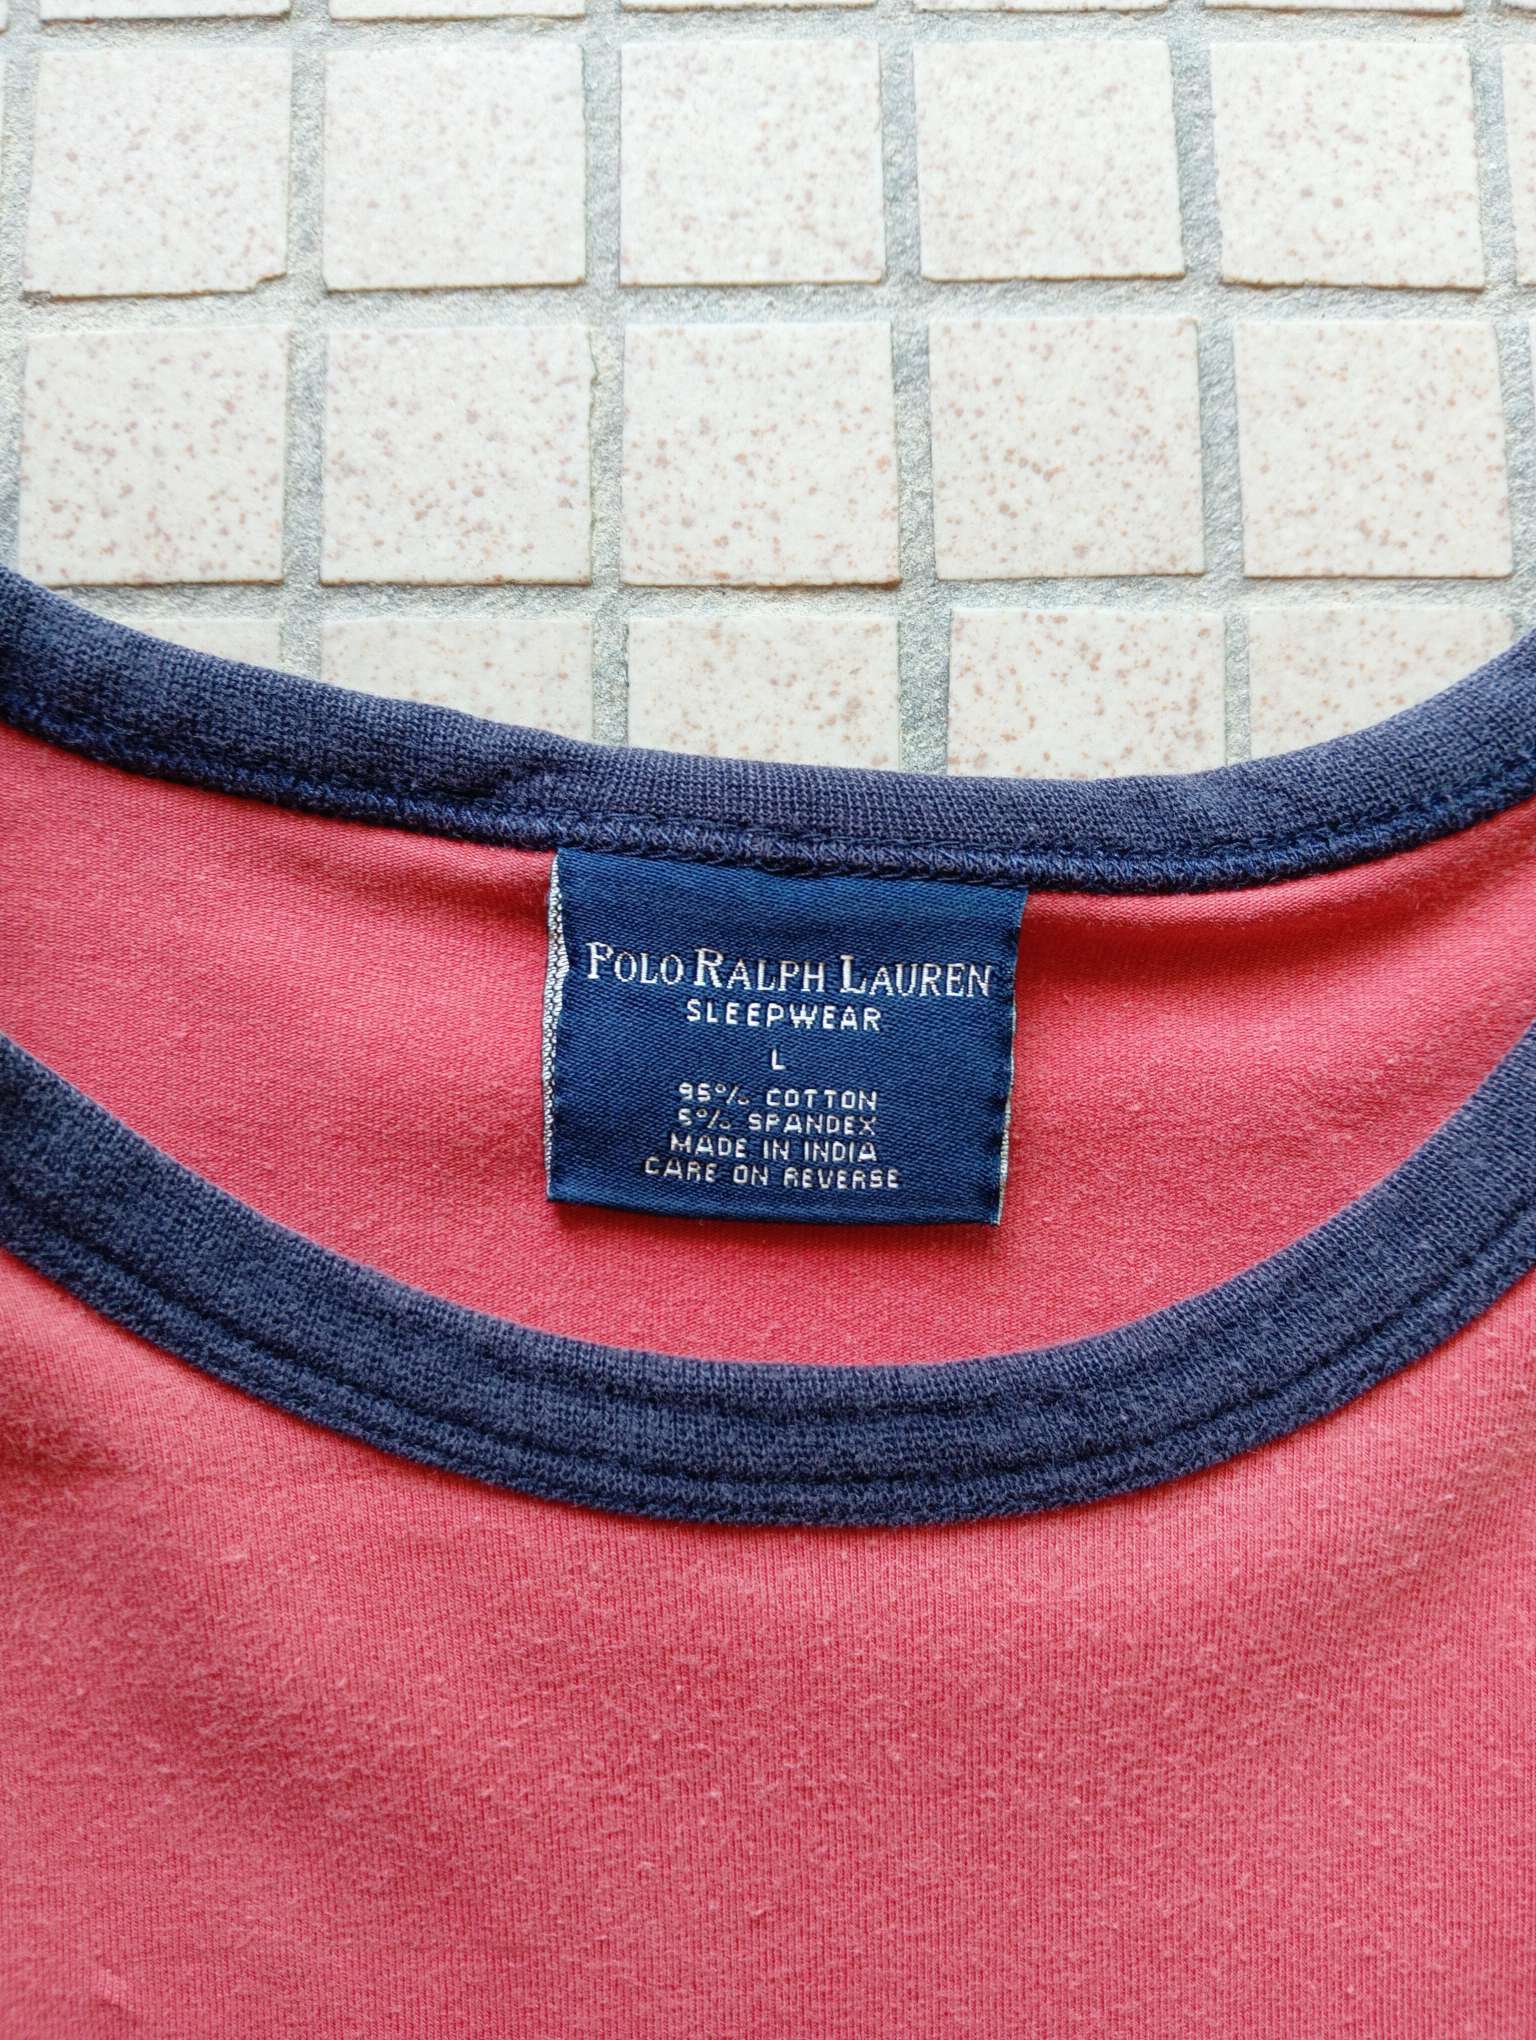 POLO RALPH LAUREN
SLEEPWEAR
L
95% COTTON
5% SPANDEX
MADE IN INDIA
CARE ON REVERSE